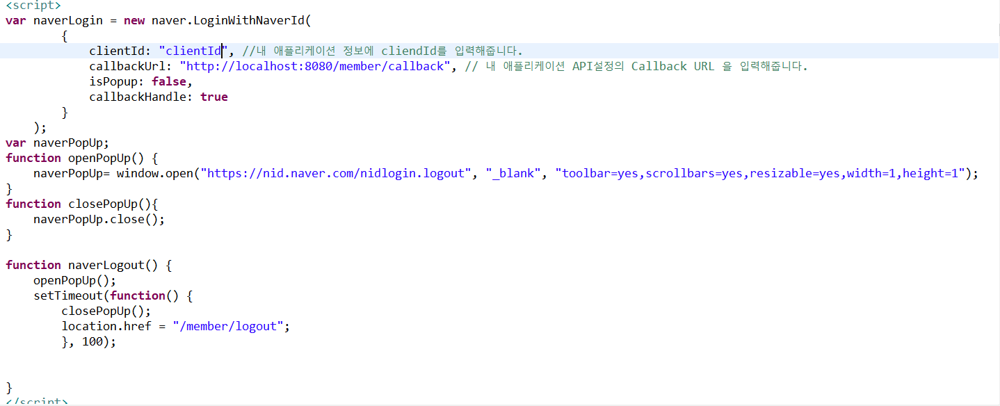 <script>
var naverLogin = new naver.LoginWithNaverId(
{
clientId: "clientId", //내 애플리케이션 정보에 cliendId를 입력해줍니다.
callbackUrl: "http://localhost:8080/member/callback", // 내 애플리케이션 API설정의 Callback URL 을 입력해줍니다.
isPopup: false,
callbackHandle: true
}
);
var naverPopUp;
function openPopUp() {
naverPopUp= window.open("https://nid.naver.com/nidlogin.logout", "_blank", "toolbar=yes,scrollbars=yes,resizable=yes,width=1,height=1");
}
function closePopUp(){
naverPopUp.close();
}
function naverLogout() {
openPopUp();
setTimeout(function() {
closePopUp();
location.href = "/member/logout";
}, 100);
}
</script>